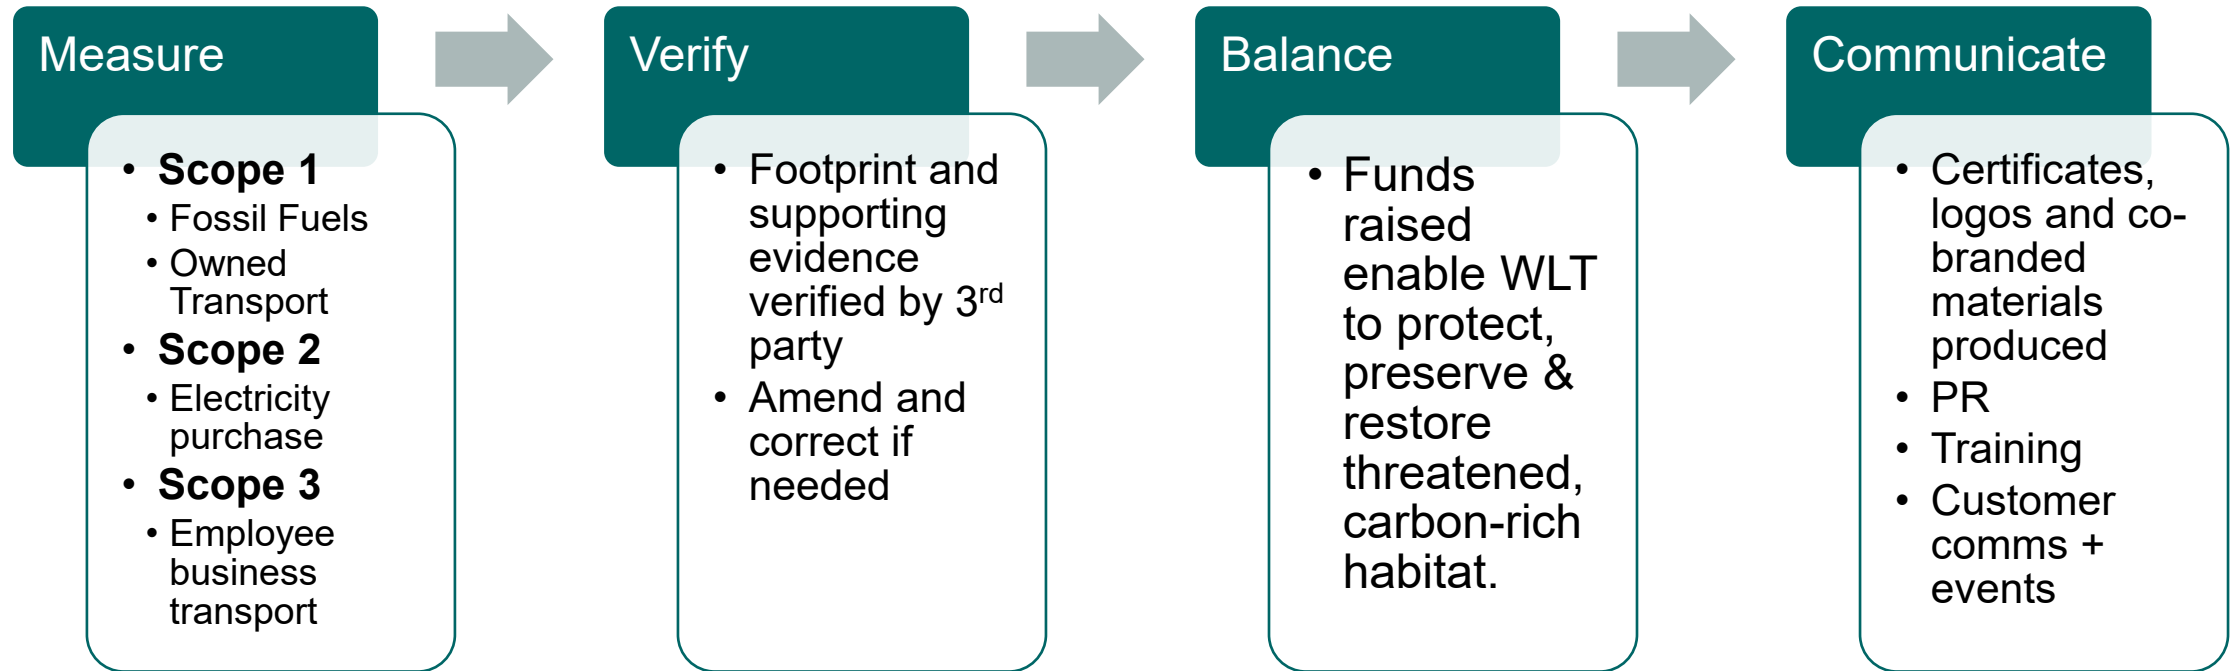 Measure
• Scope 1
• Fossil Fuels
• Owned
Transport
• Scope 2
• Electricity
purchase
• Scope 3
• Employee
business
transport
Verify
• Footprint and
supporting
evidence
verified by 3rd
party
• Amend and
correct if
needed
Balance
• Funds
raised
enable WLT
to protect,
preserve &
restore
threatened,
carbon-rich
habitat.
Communicate
• Certificates,
logos and co-
branded
materials
produced
• PR
• Training
• Customer
comms +
events